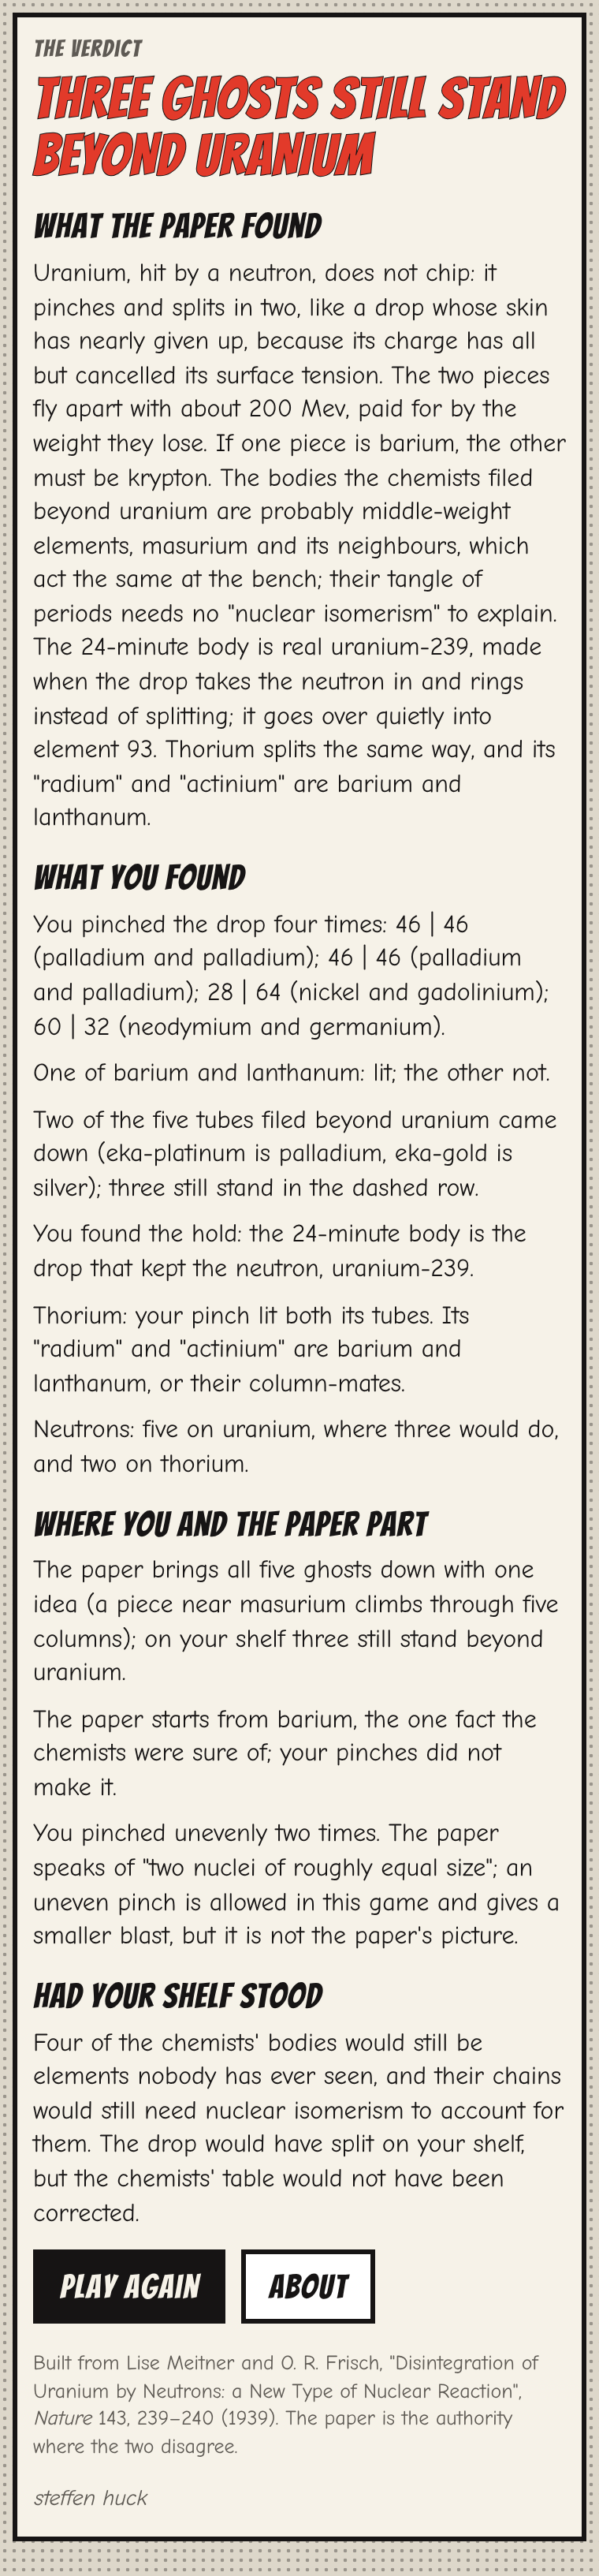 THE VERDICT
THREE GHOSTS STILL STAND
BEYOND URANIUM
WHAT THE PAPER FOUND
Uranium, hit by a neutron, does not chip: it
pinches and splits in two, like a drop whose skin
has nearly given up, because its charge has all
but cancelled its surface tension. The two pieces
fly apart with about 200 Mev, paid for by the
weight they lose. If one piece is barium, the other
must be krypton. The bodies the chemists filed
beyond uranium are probably middle-weight
elements, masurium and its neighbours, which
act the same at the bench; their tangle of
periods needs no "nuclear isomerism" to explain.
The 24-minute body is real uranium-239, made
when the drop takes the neutron in and rings
instead of splitting; it goes over quietly into
element 93. Thorium splits the same way, and its
"radium" and "actinium" are barium and
lanthanum.
WHAT YOU FOUND
You pinched the drop four times: 46 | 46
(palladium and palladium); 46 | 46 (palladium
and palladium); 28 | 64 (nickel and gadolinium);
60 | 32 (neodymium and germanium).
One of barium and lanthanum: lit; the other not.
Two of the five tubes filed beyond uranium came
down (eka-platinum is palladium, eka-gold is
silver); three still stand in the dashed row.
You found the hold: the 24-minute body is the
drop that kept the neutron, uranium-239.
Thorium: your pinch lit both its tubes. Its
"radium" and "actinium" are barium and
lanthanum, or their column-mates.
Neutrons: five on uranium, where three would do,
and two on thorium.
WHERE YOU AND THE PAPER PART
The paper brings all five ghosts down with one
idea (a piece near masurium climbs through five
columns); on your shelf three still stand beyond
uranium.
The paper starts from barium, the one fact the
chemists were sure of; your pinches did not
make it.
You pinched unevenly two times. The paper
speaks of "two nuclei of roughly equal size"; an
uneven pinch is allowed in this game and gives a
smaller blast, but it is not the paper's picture.
HAD YOUR SHELF STOOD
Four of the chemists' bodies would still be
elements nobody has ever seen, and their chains
would still need nuclear isomerism to account for
them. The drop would have split on your shelf,
but the chemists' table would not have been
corrected.
PLAY AGAIN
ABOUT
Built from Lise Meitner and O. R. Frisch, "Disintegration of
Uranium by Neutrons: a New Type of Nuclear Reaction",
Nature 143, 239–240 (1939). The paper is the authority
where the two disagree.
steffen huck